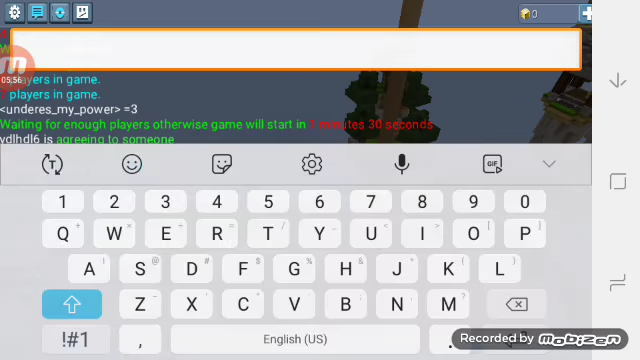 0
05:56
players in game.
players in game.
<underes_my_power> =3
Waiting for enough players otherwise game will start in 1 minutes 30 seconds
ydlhdl6 is agreeing to someone
T
GIF
1 2 3 4 5 6 7 8 9 0
Q + W × E ÷ R = T / Y _ U < I > O [ P ]
A ! S @ D # F $ G % H ^ J & K * L (
Z - X ' C " V : B ; N , M ?
!#1 , English (US) .
Recorded by Mobizen